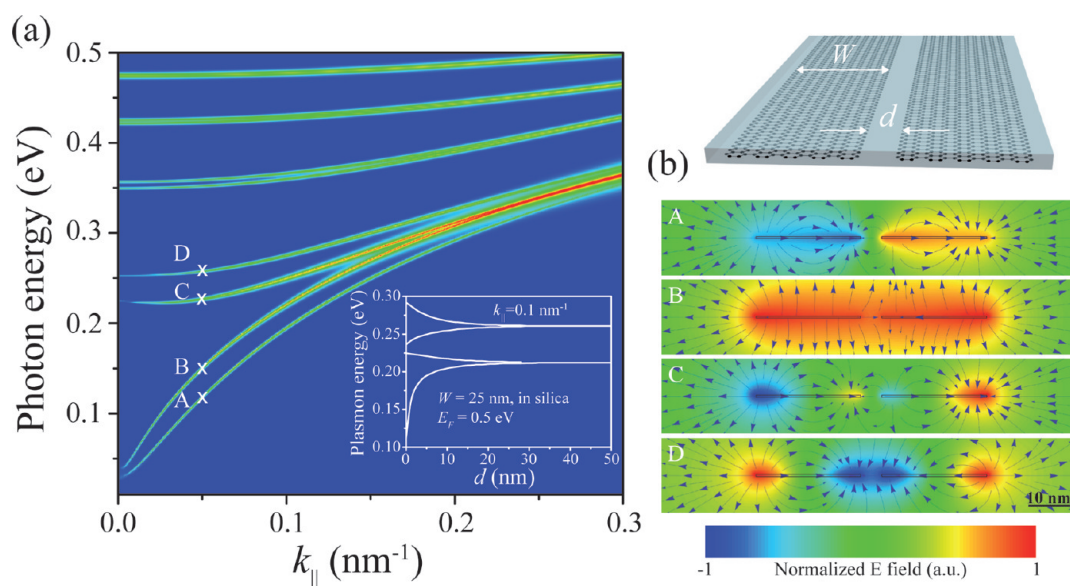 (a)
Photon energy (eV)
0.5
0.4
0.3
0.2
0.1
D
C
B
A
0.0
0.1
0.2
0.3
k|| (nm-1)
Plasmon energy (eV)
0.30
0.25
0.20
0.15
0.10
k||=0.1 nm-1
W = 25 nm, in silica
EF = 0.5 eV
0
10
20
30
40
50
d (nm)
W
d
(b)
A
B
C
D
10 nm
-1
Normalized E field (a.u.)
1